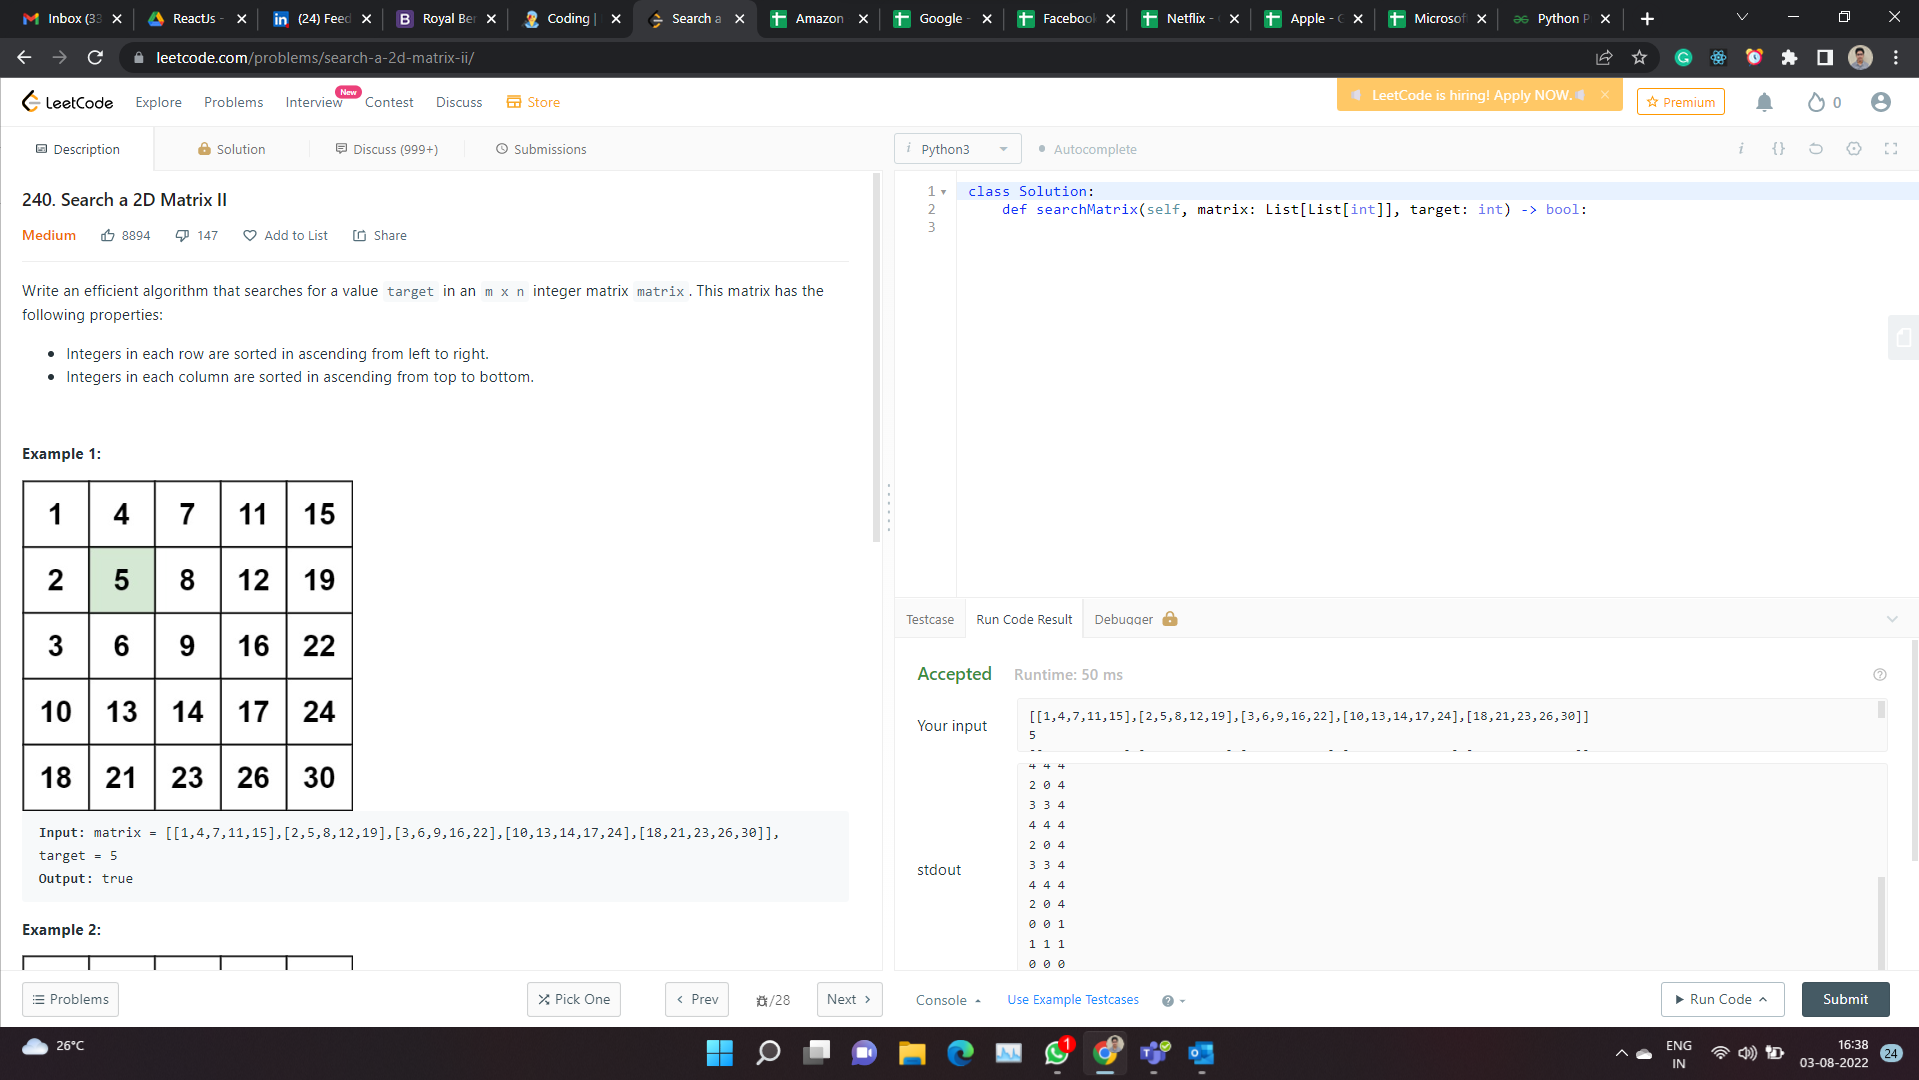 Inbox (33
ReactJs -
(24) Feed
Royal Ber
Coding |
Search a
Amazon
Google -
Facebook
Netflix -
Apple - C
Microsof
Python P
leetcode.com/problems/search-a-2d-matrix-ii/
LeetCode
Explore
Problems
Interview
New
Contest
Discuss
Store
LeetCode is hiring! Apply NOW.
Premium
0
Description
Solution
Discuss (999+)
Submissions
i Python3
Autocomplete
240. Search a 2D Matrix II
Medium
8894
147
Add to List
Share
Write an efficient algorithm that searches for a value target in an m x n integer matrix matrix. This matrix has the
following properties:
Integers in each row are sorted in ascending from left to right.
Integers in each column are sorted in ascending from top to bottom.
Example 1:
1 4 7 11 15
2 5 8 12 19
3 6 9 16 22
10 13 14 17 24
18 21 23 26 30
Input: matrix = [[1,4,7,11,15],[2,5,8,12,19],[3,6,9,16,22],[10,13,14,17,24],[18,21,23,26,30]],
target = 5
Output: true
Example 2:
Problems
Pick One
Prev
/28
Next
1 class Solution:
2 def searchMatrix(self, matrix: List[List[int]], target: int) -> bool:
3
Testcase
Run Code Result
Debugger
Accepted
Runtime: 50 ms
Your input
[[1,4,7,11,15],[2,5,8,12,19],[3,6,9,16,22],[10,13,14,17,24],[18,21,23,26,30]]
5
stdout
4 4 4
2 0 4
3 3 4
4 4 4
2 0 4
3 3 4
4 4 4
2 0 4
0 0 1
1 1 1
0 0 0
Console
Use Example Testcases
Run Code
Submit
26°C
1
ENG
IN
16:38
03-08-2022
24